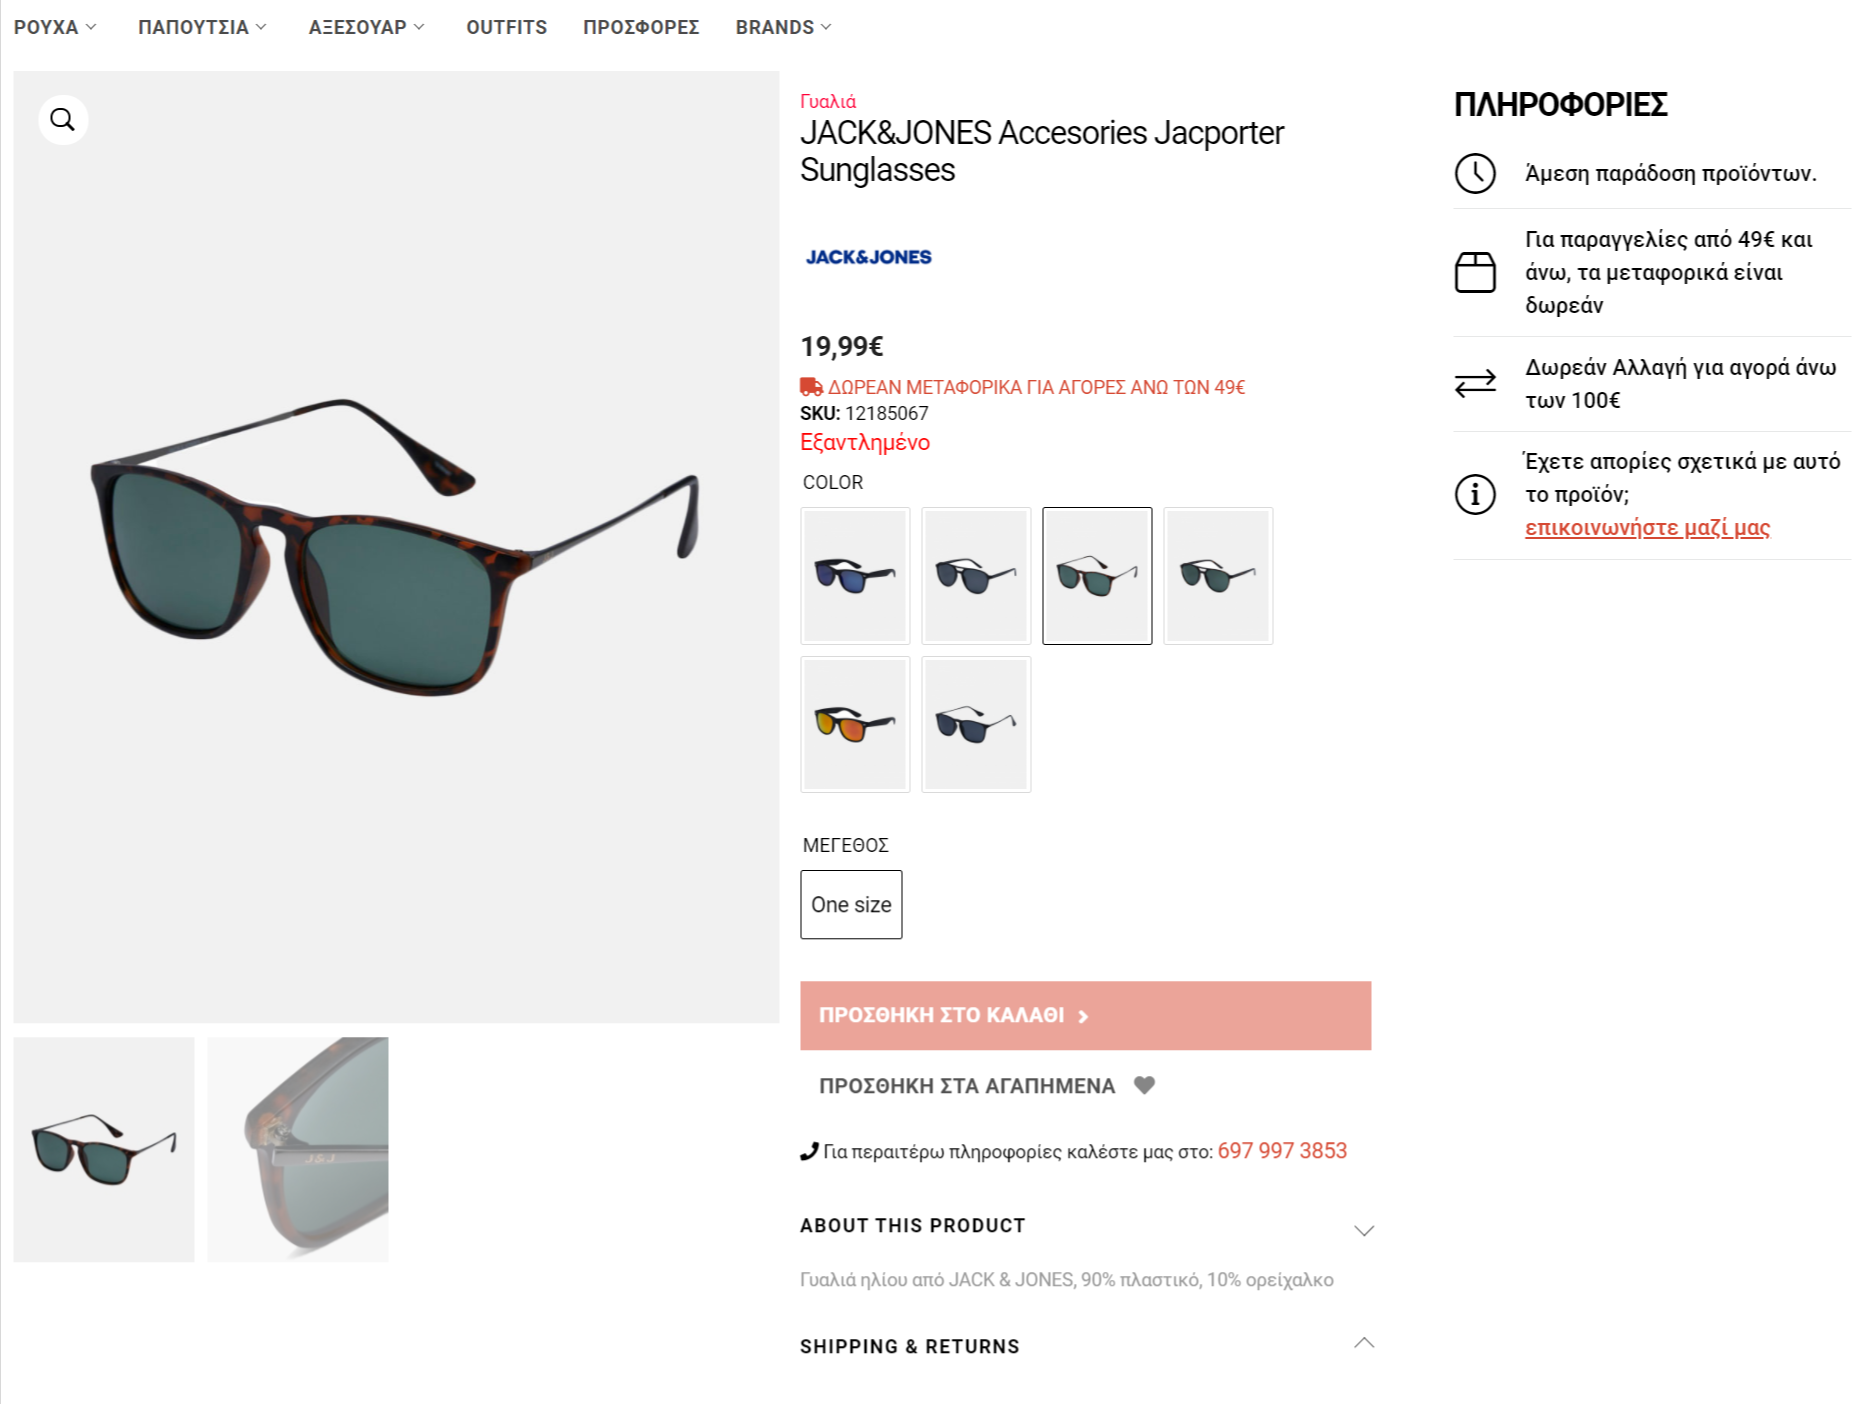 ΡΟΥΧΑ ΠΑΠΟΥΤΣΙΑ ΑΞΕΣΟΥΑΡ OUTFITS ΠΡΟΣΦΟΡΕΣ BRANDS
Γυαλιά
JACK&JONES Accesories Jacporter
Sunglasses
JACK&JONES
19,99€
ΔΩΡΕΑΝ ΜΕΤΑΦΟΡΙΚΑ ΓΙΑ ΑΓΟΡΕΣ ΑΝΩ ΤΩΝ 49€
SKU: 12185067
Εξαντλημένο
COLOR
ΜΕΓΕΘΟΣ
One size
ΠΡΟΣΘΗΚΗ ΣΤΟ ΚΑΛΑΘΙ
ΠΡΟΣΘΗΚΗ ΣΤΑ ΑΓΑΠΗΜΕΝΑ
Για περαιτέρω πληροφορίες καλέστε μας στο: 697 997 3853
ABOUT THIS PRODUCT
Γυαλιά ηλίου από JACK & JONES, 90% πλαστικό, 10% ορείχαλκο
SHIPPING & RETURNS
J&J
ΠΛΗΡΟΦΟΡΙΕΣ
Άμεση παράδοση προϊόντων.
Για παραγγελίες από 49€ και
άνω, τα μεταφορικά είναι
δωρεάν
Δωρεάν Αλλαγή για αγορά άνω
των 100€
Έχετε απορίες σχετικά με αυτό
το προϊόν;
επικοινωνήστε μαζί μας